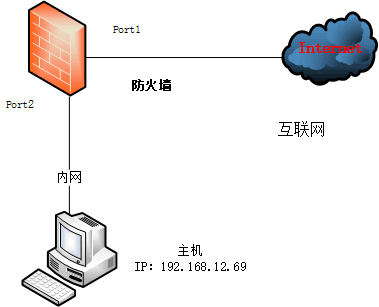 Port1
Internet
防火墙
Port2
互联网
内网
主机
IP: 192.168.12.69